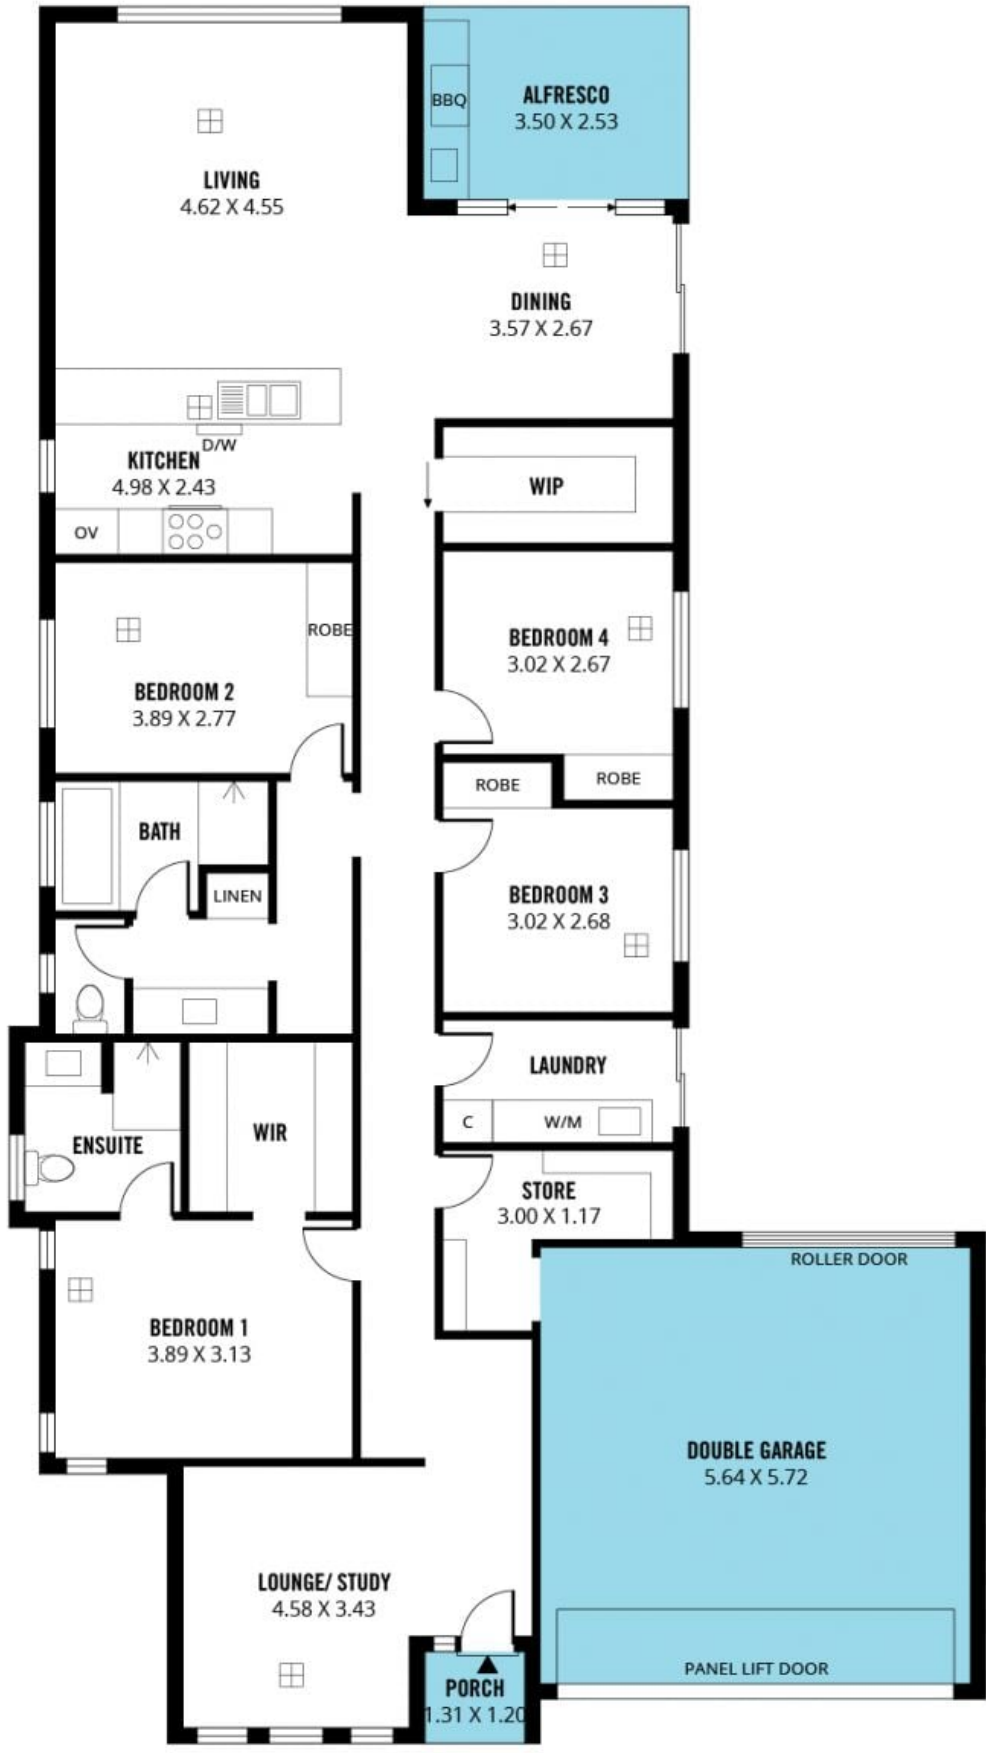 BBQ
ALFRESCO
3.50 X 2.53
LIVING
4.62 X 4.55
DINING
3.57 X 2.67
D/W
KITCHEN
4.98 X 2.43
WIP
OV
ROBE
BEDROOM 4
3.02 X 2.67
BEDROOM 2
3.89 X 2.77
ROBE
ROBE
BATH
LINEN
BEDROOM 3
3.02 X 2.68
LAUNDRY
C
W/M
WIR
ENSUITE
STORE
3.00 X 1.17
ROLLER DOOR
BEDROOM 1
3.89 X 3.13
DOUBLE GARAGE
5.64 X 5.72
LOUNGE/ STUDY
4.58 X 3.43
PANEL LIFT DOOR
PORCH
1.31 X 1.20